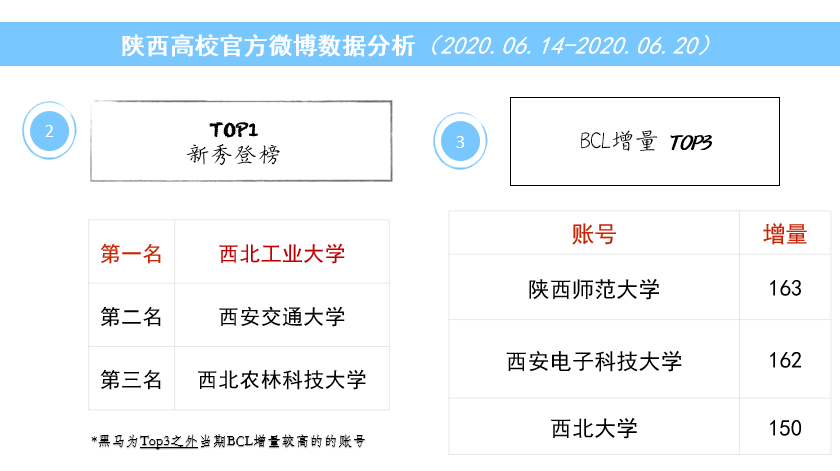 陕西高校官方微博数据分析（2020.06.14-2020.06.20）
2
TOP1
新秀登榜
第一名 西北工业大学
第二名 西安交通大学
第三名 西北农林科技大学
*黑马为Top3之外当期BCL增量较高的的账号
3
BCL增量 TOP3
账号 增量
陕西师范大学 163
西安电子科技大学 162
西北大学 150